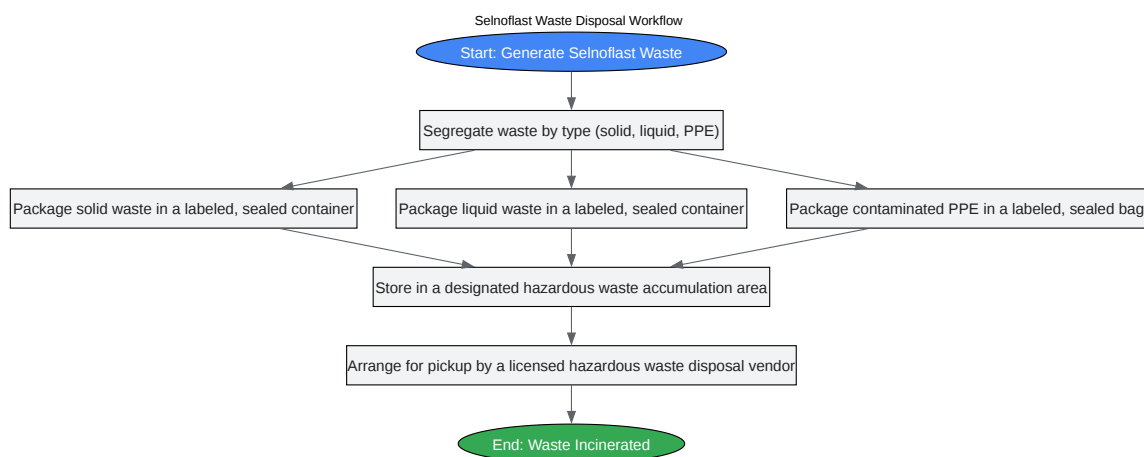 Selnoflast Waste Disposal Workflow
Start: Generate Selnoflast Waste
Segregate waste by type (solid, liquid, PPE)
Package solid waste in a labeled, sealed container
Package liquid waste in a labeled, sealed container
Package contaminated PPE in a labeled, sealed bag
Store in a designated hazardous waste accumulation area
Arrange for pickup by a licensed hazardous waste disposal vendor
End: Waste Incinerated